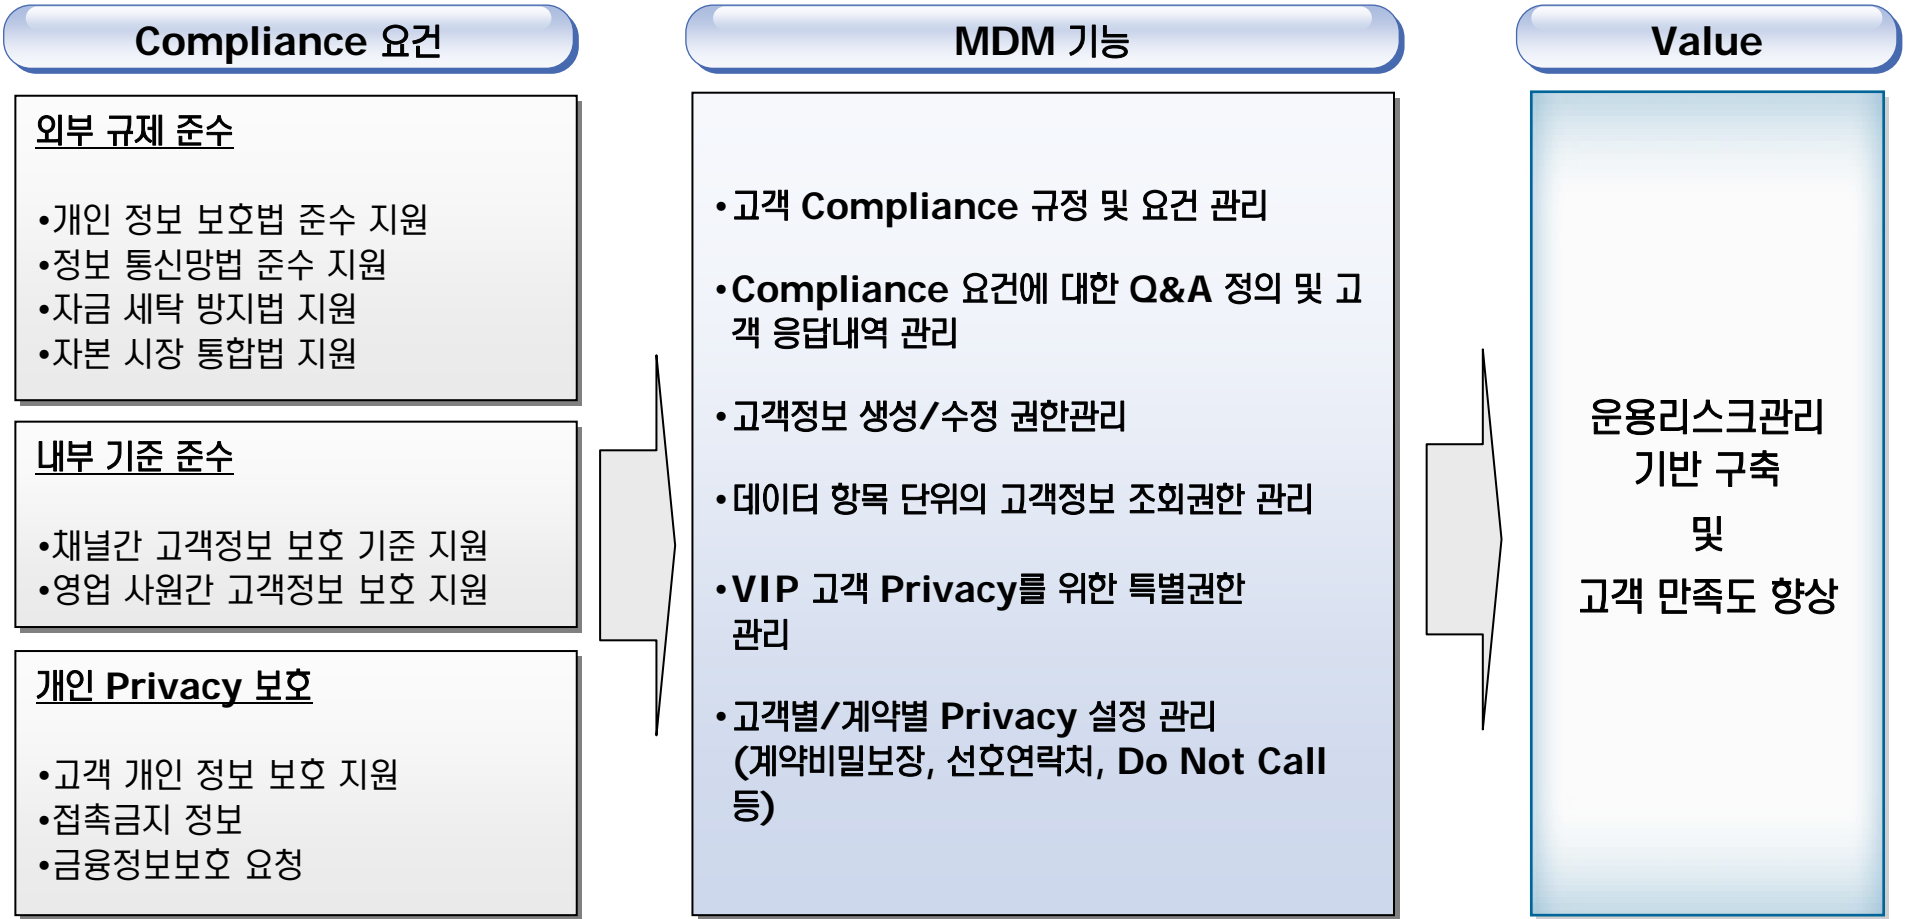 Compliance 요건
외부 규제 준수
•개인 정보 보호법 준수 지원
•정보 통신망법 준수 지원
•자금 세탁 방지법 지원
•자본 시장 통합법 지원
내부 기준 준수
•채널간 고객정보 보호 기준 지원
•영업 사원간 고객정보 보호 지원
개인 Privacy 보호
•고객 개인 정보 보호 지원
•접촉금지 정보
•금융정보보호 요청
MDM 기능
•고객 Compliance 규정 및 요건 관리
•Compliance 요건에 대한 Q&A 정의 및 고
객 응답내역 관리
•고객정보 생성/수정 권한관리
•데이터 항목 단위의 고객정보 조회권한 관리
•VIP 고객 Privacy를 위한 특별권한
관리
•고객별/계약별 Privacy 설정 관리
(계약비밀보장, 선호연락처, Do Not Call
등)
Value
운용리스크관리
기반 구축
및
고객 만족도 향상